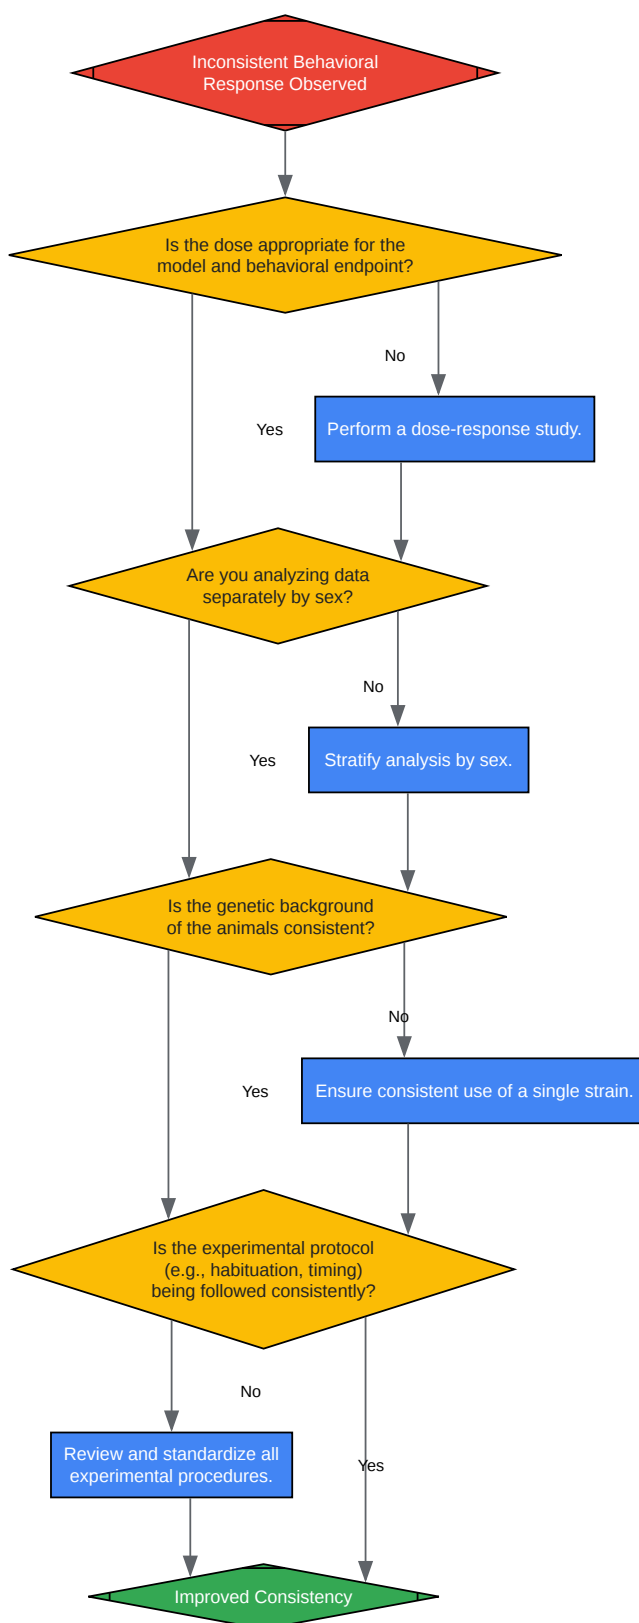 Inconsistent Behavioral
Response Observed
Is the dose appropriate for the
model and behavioral endpoint?
No
Yes
Perform a dose-response study.
Are you analyzing data
separately by sex?
No
Yes
Stratify analysis by sex.
Is the genetic background
of the animals consistent?
No
Yes
Ensure consistent use of a single strain.
Is the experimental protocol
(e.g., habituation, timing)
being followed consistently?
No
Review and standardize all
experimental procedures.
Yes
Improved Consistency